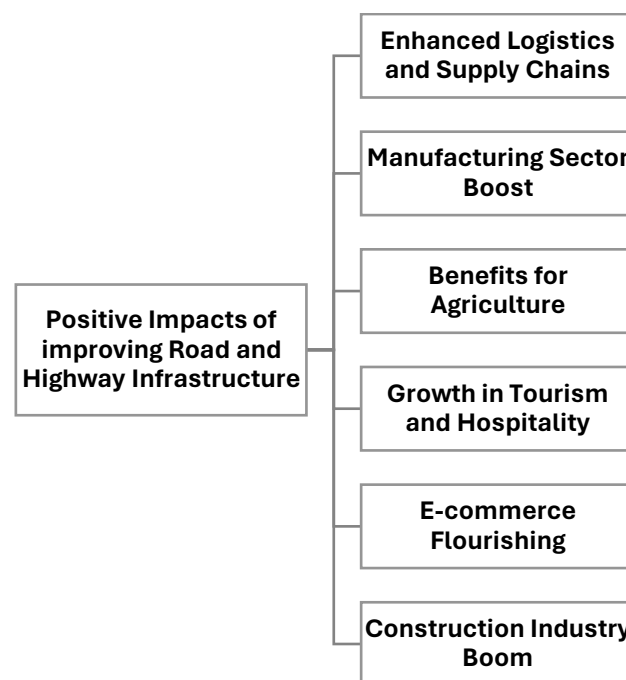 Enhanced Logistics
and Supply Chains
Manufacturing Sector
Boost
Benefits for
Agriculture
Positive Impacts of
improving Road and
Highway Infrastructure
Growth in Tourism
and Hospitality
E-commerce
Flourishing
Construction Industry
Boom